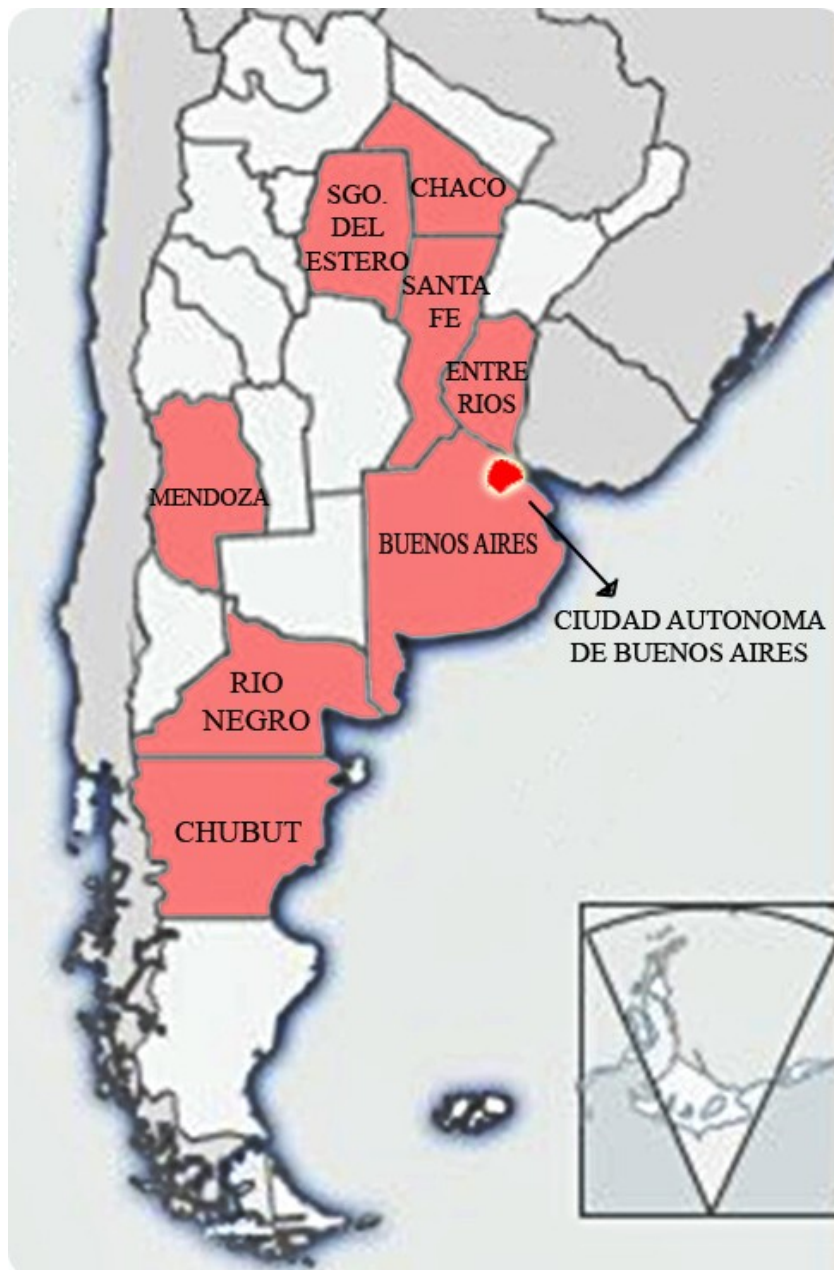 CHACO
SGO.
DEL
ESTERO
SANTA
FE
ENTRE
RIOS
MENDOZA
BUENOS AIRES
CIUDAD AUTONOMA
DE BUENOS AIRES
RIO
NEGRO
CHUBUT